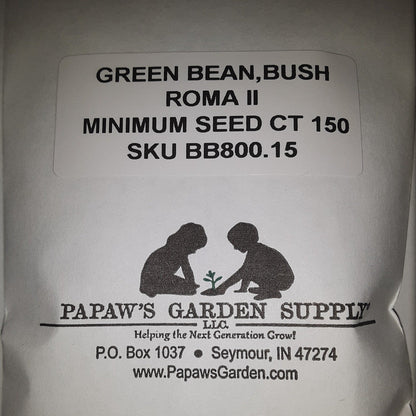 GREEN BEAN,BUSH
ROMA II
MINIMUM SEED CT 150
SKU BB800.15
PAPAW'S GARDEN SUPPLY
LLC.
Helping the Next Generation Grow!
P.O. Box 1037 • Seymour, IN 47274
www.PapawsGarden.com